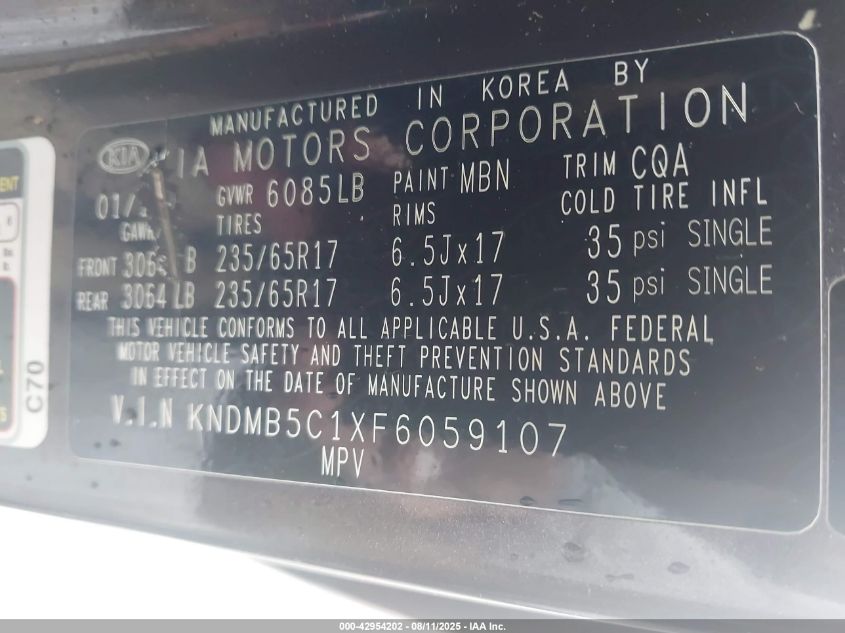 MANUFACTURED IN KOREA BY
KIA IA MOTORS CORPORATION
01/
GVWR 6085LB PAINT MBN TRIM CQA
TIRES RIMS COLD TIRE INFL
FRONT B 235/65R17 6.5Jx17 35 psi SINGLE
REAR 3064 LB 235/65R17 6.5Jx17 35 psi SINGLE
THIS VEHICLE CONFORMS TO ALL APPLICABLE U.S.A. FEDERAL
MOTOR VEHICLE SAFETY AND THEFT PREVENTION STANDARDS
IN EFFECT ON THE DATE OF MANUFACTURE SHOWN ABOVE
V.I.N KNDMB5C1XF6059107
MPV
C70
000-42954202 - 08/11/2025 - IAA Inc.